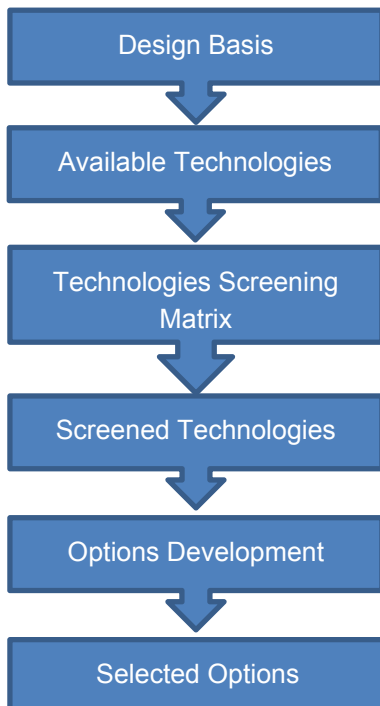 Design Basis
Available Technologies
Technologies Screening
Matrix
Screened Technologies
Options Development
Selected Options